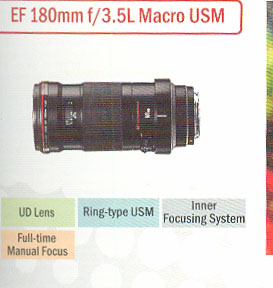 EF 180mm f/3.5L Macro USM
UD Lens
Ring-type USM
Inner
Focusing System
Full-time
Manual Focus